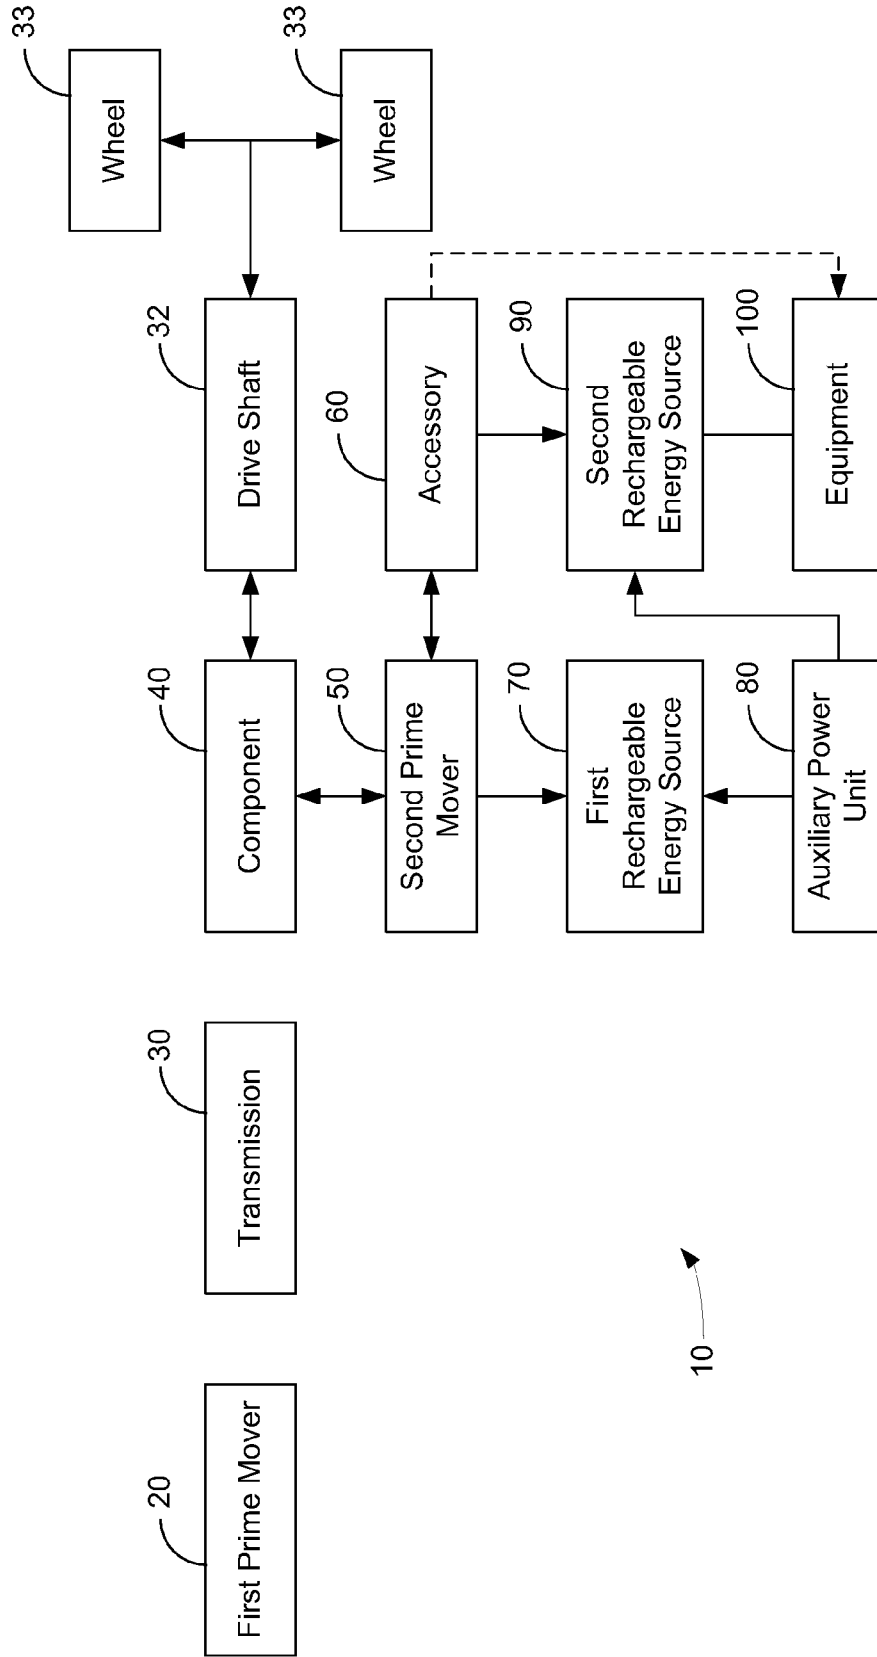 33
Wheel
33
Wheel
20
First Prime Mover
30
Transmission
40
Component
32
Drive Shaft
50
Second Prime
Mover
60
Accessory
70
First
Rechargeable
Energy Source
90
Second
Rechargeable
Energy Source
80
Auxiliary Power
Unit
100
Equipment
10